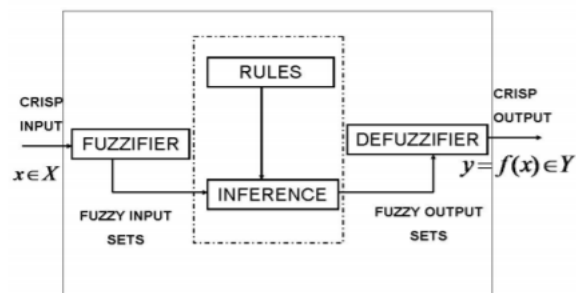 RULES
CRISP
INPUT
x∈X
FUZZIFIER
FUZZY INPUT
SETS
INFERENCE
DEFUZZIFIER
FUZZY OUTPUT
SETS
CRISP
OUTPUT
y=f(x)∈Y